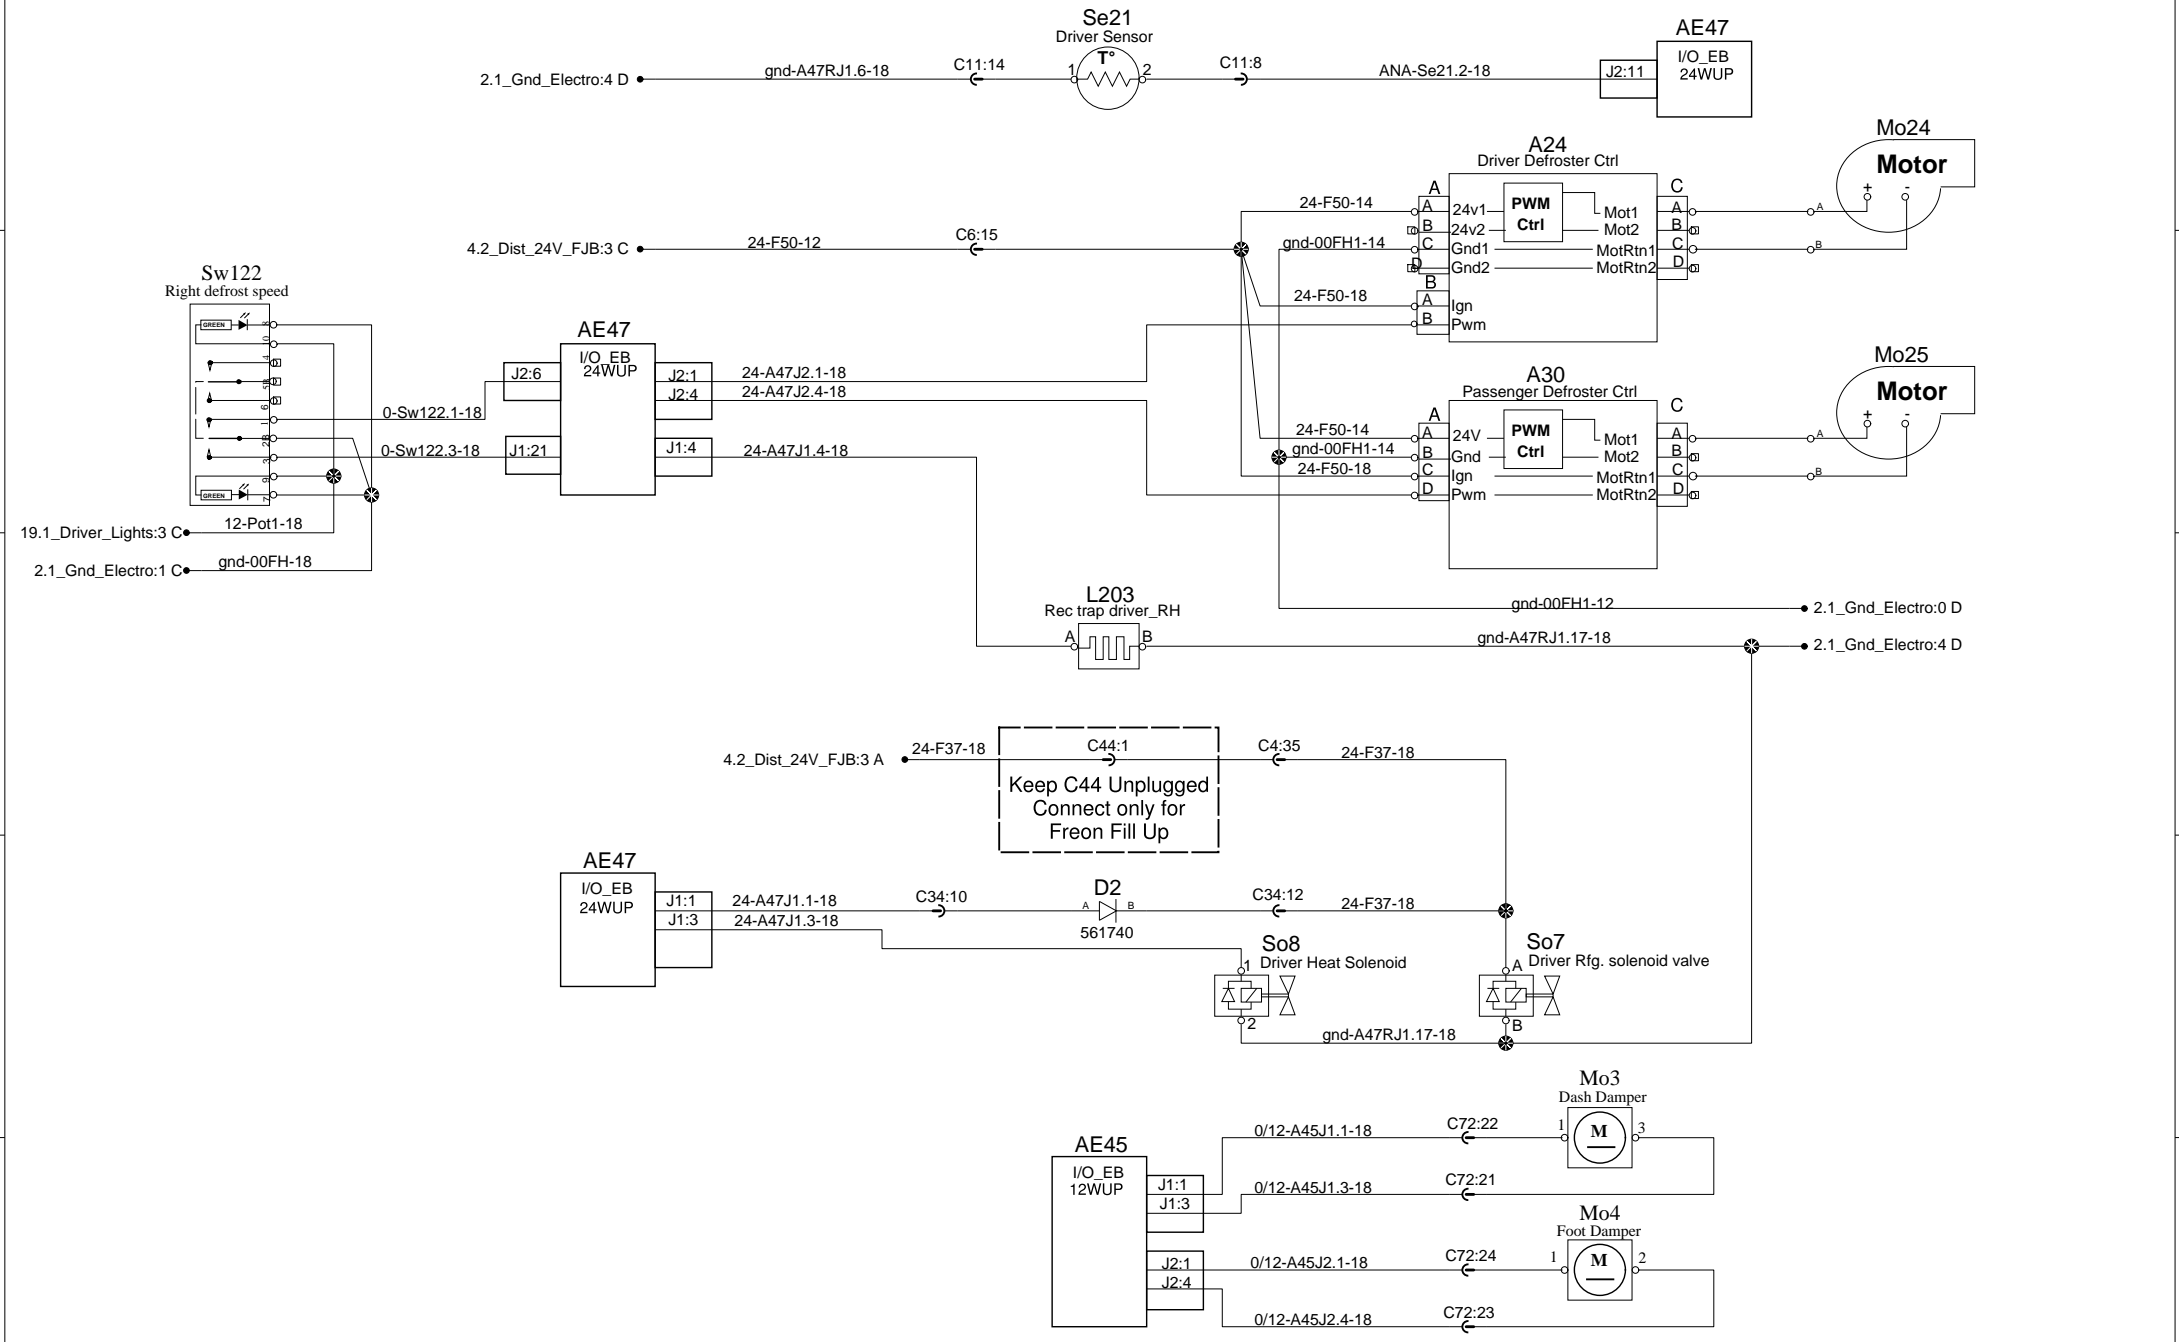 Se21
Driver Sensor
T°
2.1_Gnd_Electro:4 D
gnd-A47RJ1.6-18
C11:14
1
2
C11:8
ANA-Se21.2-18
AE47
J2:11
I/O_EB
24WUP
A24
Driver Defroster Ctrl
Mo24
Motor
+ -
4.2_Dist_24V_FJB:3 C
24-F50-12
C6:15
24-F50-14
gnd-00FH1-14
24-F50-18
A
A
B
C
D
B
A
B
24v1
24v2
Gnd1
Gnd2
Ign
Pwm
PWM
Ctrl
Mot1
Mot2
MotRtn1
MotRtn2
C
A
B
C
D
A
B
Sw122
Right defrost speed
GREEN
8
10
4
5B
6
1
2B
3
9
7
GREEN
0-Sw122.1-18
0-Sw122.3-18
19.1_Driver_Lights:3 C
12-Pot1-18
2.1_Gnd_Electro:1 C
gnd-00FH-18
AE47
I/O_EB
24WUP
J2:6
J1:21
J2:1
J2:4
J1:4
24-A47J2.1-18
24-A47J2.4-18
24-A47J1.4-18
A30
Passenger Defroster Ctrl
Mo25
Motor
+ -
24-F50-14
gnd-00FH1-14
24-F50-18
A
A
B
C
D
24V
Gnd
Ign
Pwm
PWM
Ctrl
Mot1
Mot2
MotRtn1
MotRtn2
C
A
B
C
D
A
B
gnd-00FH1-12
2.1_Gnd_Electro:0 D
L203
Rec trap driver_RH
A
B
gnd-A47RJ1.17-18
2.1_Gnd_Electro:4 D
4.2_Dist_24V_FJB:3 A
24-F37-18
C44:1
C4:35
24-F37-18
Keep C44 Unplugged
Connect only for
Freon Fill Up
AE47
I/O_EB
24WUP
J1:1
J1:3
24-A47J1.1-18
24-A47J1.3-18
C34:10
D2
A
B
561740
C34:12
24-F37-18
So8
1
Driver Heat Solenoid
2
So7
A
Driver Rfg. solenoid valve
B
gnd-A47RJ1.17-18
Mo3
Dash Damper
1
M
3
AE45
I/O_EB
12WUP
J1:1
J1:3
J2:1
J2:4
0/12-A45J1.1-18
C72:22
0/12-A45J1.3-18
C72:21
Mo4
Foot Damper
1
M
2
0/12-A45J2.1-18
C72:24
0/12-A45J2.4-18
C72:23